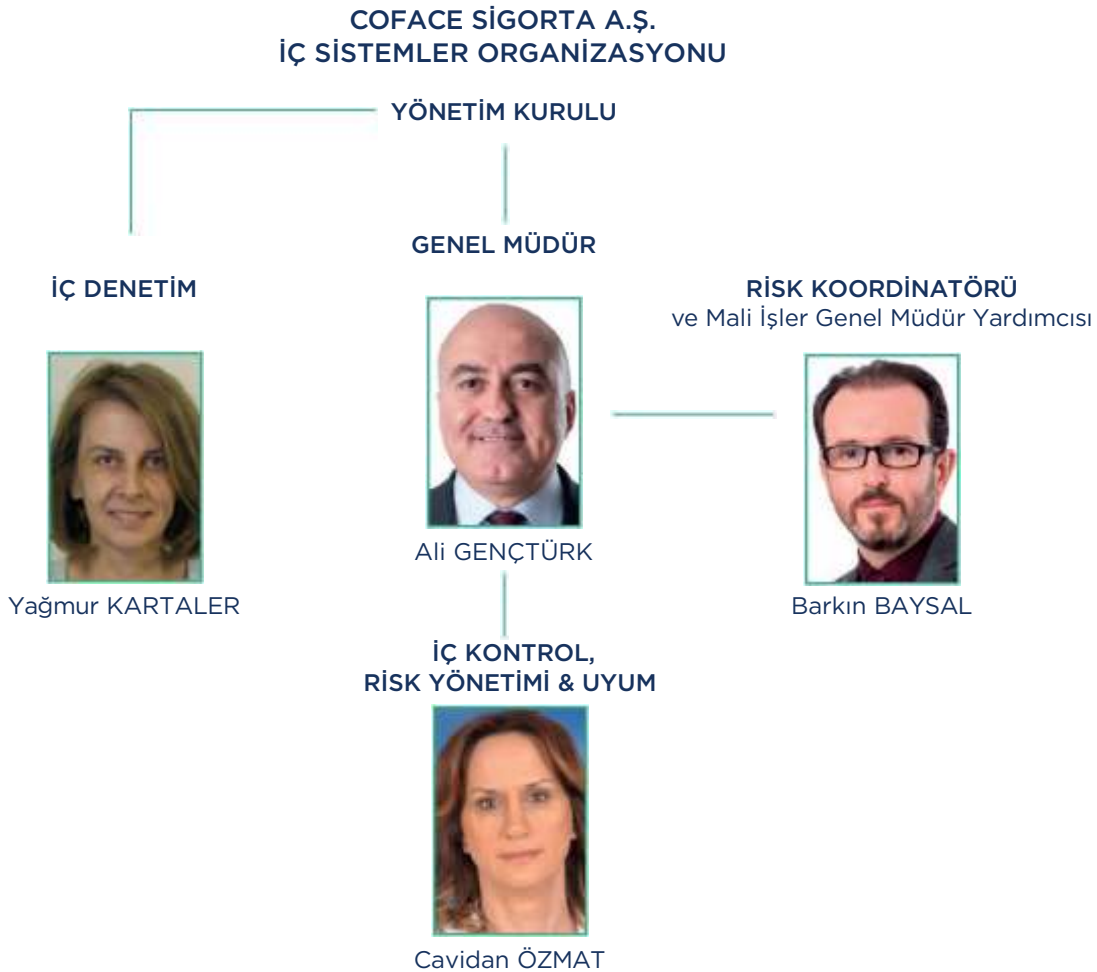 COFACE SİGORTA A.Ş.
İÇ SİSTEMLER ORGANİZASYONU
YÖNETİM KURULU
GENEL MÜDÜR
İÇ DENETİM
RİSK KOORDİNATÖRÜ
ve Mali İşler Genel Müdür Yardımcısı
Ali GENÇTÜRK
Yağmur KARTALER
Barkın BAYSAL
İÇ KONTROL,
RİSK YÖNETİMİ & UYUM
Cavidan ÖZMAT